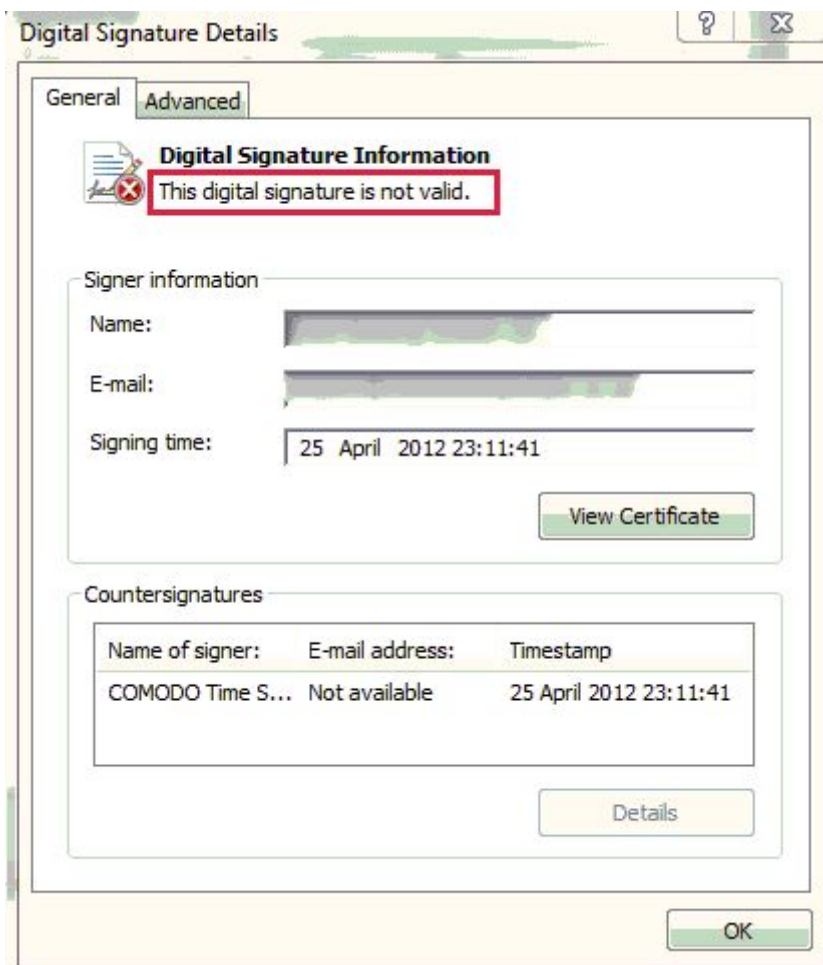 Digital Signature Details
General Advanced
Digital Signature Information
This digital signature is not valid.
Signer information
Name:
E-mail:
Signing time: 25 April 2012 23:11:41
View Certificate
Countersignatures
Name of signer: E-mail address: Timestamp
COMODO Time S... Not available 25 April 2012 23:11:41
Details
OK